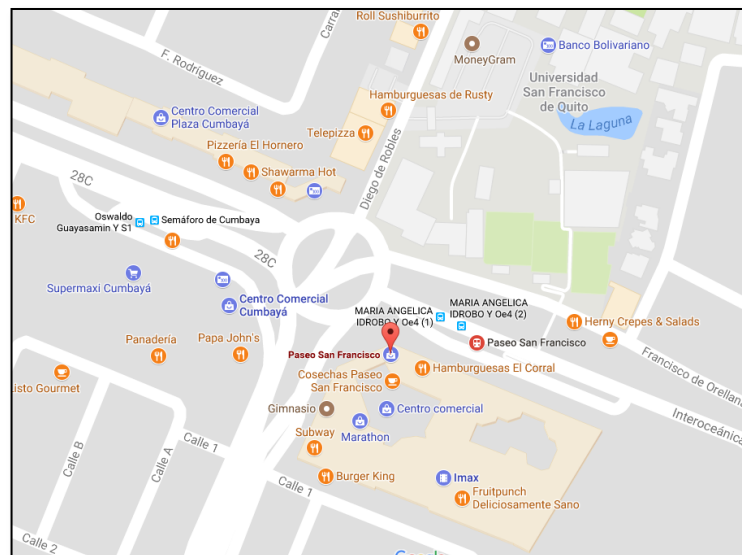 Roll Sushiburrito
Carra
F. Rodríguez
MoneyGram
Banco Bolivariano
Universidad
San Francisco
de Quito
La Laguna
Hamburguesas de Rusty
Centro Comercial
Plaza Cumbayá
Telepizza
Pizzería El Hornero
Shawarma Hot
Diego de Robles
28C
KFC
Oswaldo
Guayasamin Y S1
Semáforo de Cumbaya
28C
Supermaxi Cumbayá
Centro Comercial
Cumbayá
MARIA ANGELICA
IDROBO Y Oe4 (1)
MARIA ANGELICA
IDROBO Y Oe4 (2)
Herny Crepes & Salads
Panadería
Papa John's
Paseo San Francisco
Paseo San Francisco
Francisco de Orellan
Hamburguesas El Corral
Cosechas Paseo
San Francisco
isto Gourmet
Gimnasio
Centro comercial
Interoceánica
Marathon
Subway
Calle B
Calle A
Calle 1
Burger King
Imax
Calle 1
Fruitpunch
Deliciosamente Sano
Calle 2